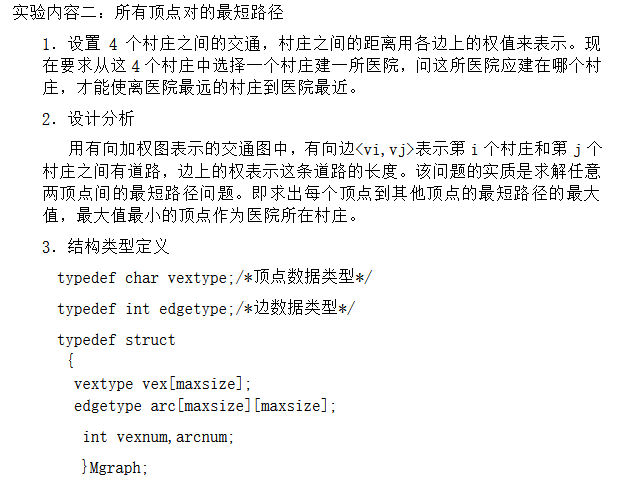 实验内容二：所有顶点对的最短路径
1．设置 4 个村庄之间的交通，村庄之间的距离用各边上的权值来表示。现
在要求从这 4 个村庄中选择一个村庄建一所医院，问这所医院应建在哪个村
庄，才能使离医院最远的村庄到医院最近。
2．设计分析
用有向加权图表示的交通图中，有向边<vi,vj>表示第 i 个村庄和第 j 个
村庄之间有道路，边上的权表示这条道路的长度。该问题的实质是求解任意
两顶点间的最短路径问题。即求出每个顶点到其他顶点的最短路径的最大
值，最大值最小的顶点作为医院所在村庄。
3．结构类型定义
typedef char vextype;/*顶点数据类型*/
typedef int edgetype;/*边数据类型*/
typedef struct
{
vextype vex[maxsize];
edgetype arc[maxsize][maxsize];
int vexnum,arcnum;
}Mgraph;